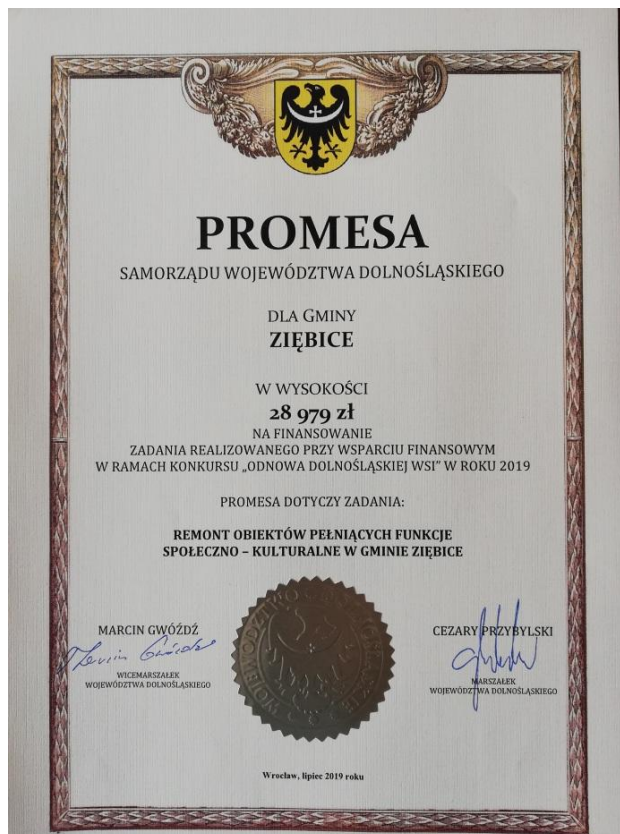 PROMESA
SAMORZĄDU WOJEWÓDZTWA DOLNOŚLĄSKIEGO
DLA GMINY
ZIĘBICE
W WYSOKOŚCI
28 979 zł
NA FINANSOWANIE
ZADANIA REALIZOWANEGO PRZY WSPARCIU FINANSOWYM
W RAMACH KONKURSU „ODNOWA DOLNOŚLĄSKIEJ WSI” W ROKU 2019
PROMESA DOTYCZY ZADANIA:
REMONT OBIEKTÓW PEŁNIĄCYCH FUNKCJE
SPOŁECZNO – KULTURALNE W GMINIE ZIĘBICE
MARCIN GWÓŹDŹ
WICEMARSZAŁEK
WOJEWÓDZTWA DOLNOŚLĄSKIEGO
WOJEWÓDZTWO DOLNOŚLĄSKIE
CEZARY PRZYBYLSKI
MARSZAŁEK
WOJEWÓDZTWA DOLNOŚLĄSKIEGO
Wrocław, lipiec 2019 roku